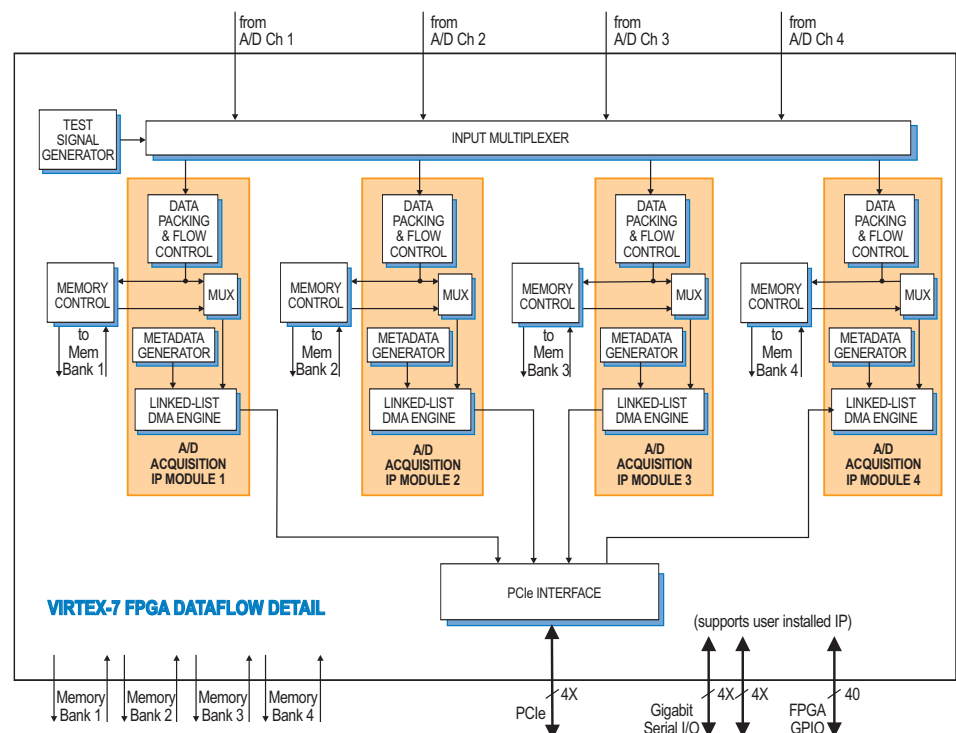 from
A/D Ch 1
from
A/D Ch 2
from
A/D Ch 3
from
A/D Ch 4
TEST
SIGNAL
GENERATOR
INPUT MULTIPLEXER
DATA
PACKING
& FLOW
CONTROL
MEMORY
CONTROL
MUX
to
Mem
Bank 1
METADATA
GENERATOR
LINKED-LIST
DMA ENGINE
A/D
ACQUISITION
IP MODULE 1
DATA
PACKING
& FLOW
CONTROL
MEMORY
CONTROL
MUX
to
Mem
Bank 2
METADATA
GENERATOR
LINKED-LIST
DMA ENGINE
A/D
ACQUISITION
IP MODULE 2
DATA
PACKING
& FLOW
CONTROL
MEMORY
CONTROL
MUX
to
Mem
Bank 3
METADATA
GENERATOR
LINKED-LIST
DMA ENGINE
A/D
ACQUISITION
IP MODULE 3
DATA
PACKING
& FLOW
CONTROL
MEMORY
CONTROL
MUX
to
Mem
Bank 4
METADATA
GENERATOR
LINKED-LIST
DMA ENGINE
A/D
ACQUISITION
IP MODULE 4
PCIe INTERFACE
VIRTEX-7 FPGA DATAFLOW DETAIL
(supports user installed IP)
Memory
Bank 1
Memory
Bank 2
Memory
Bank 3
Memory
Bank 4
4X
PCIe
4X
4X
Gigabit
Serial I/O
40
FPGA
GPIO